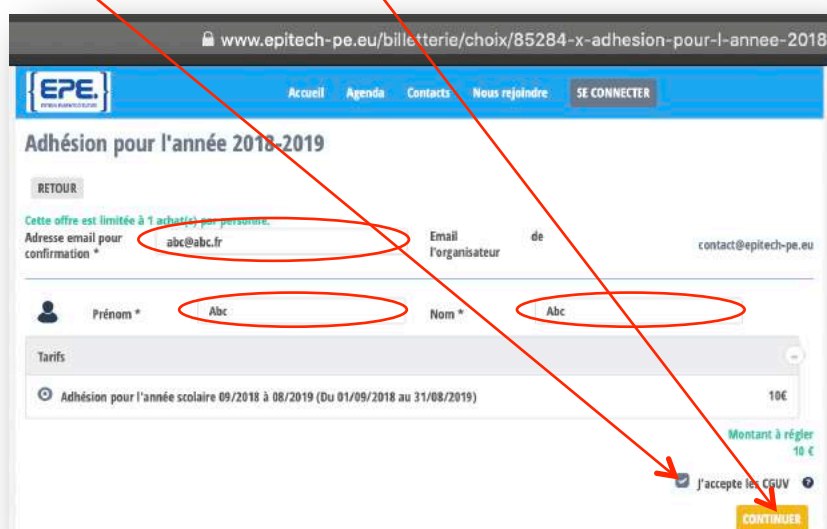 www.epitech-pe.eu/billetterie/choix/85284-x-adhesion-pour-l-annee-2018
{EPE.}
Accueil Agenda Contacts Nous rejoindre SE CONNECTER
Adhésion pour l'année 2018-2019
RETOUR
Cette offre est limitée à 1 achat(s) par personne.
Adresse email pour confirmation * abc@abc.fr Email de l'organisateur contact@epitech-pe.eu
Prénom * Abc Nom * Abc
Tarifs
Adhésion pour l'année scolaire 09/2018 à 08/2019 (Du 01/09/2018 au 31/08/2019) 10€
Montant à régler
10 €
J'accepte les CGUV
CONTINUER